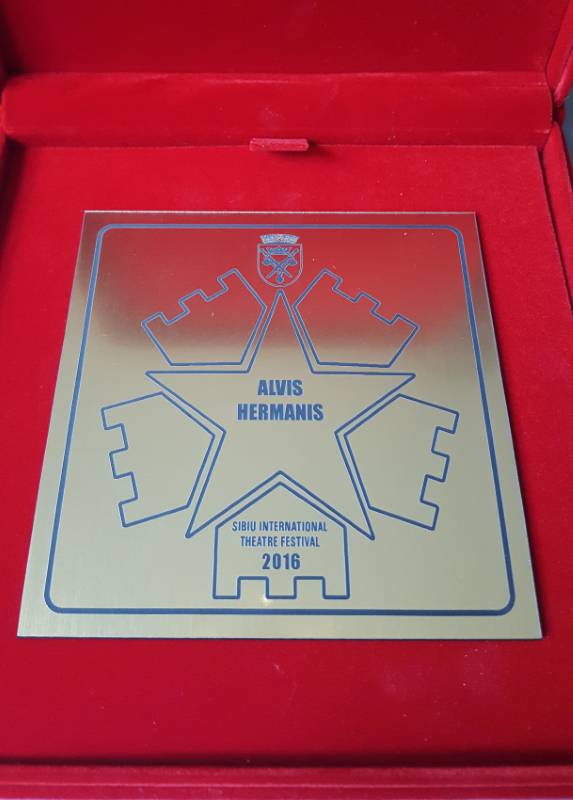 ALVIS
HERMANIS
SIBIU INTERNATIONAL
THEATRE FESTIVAL
2016